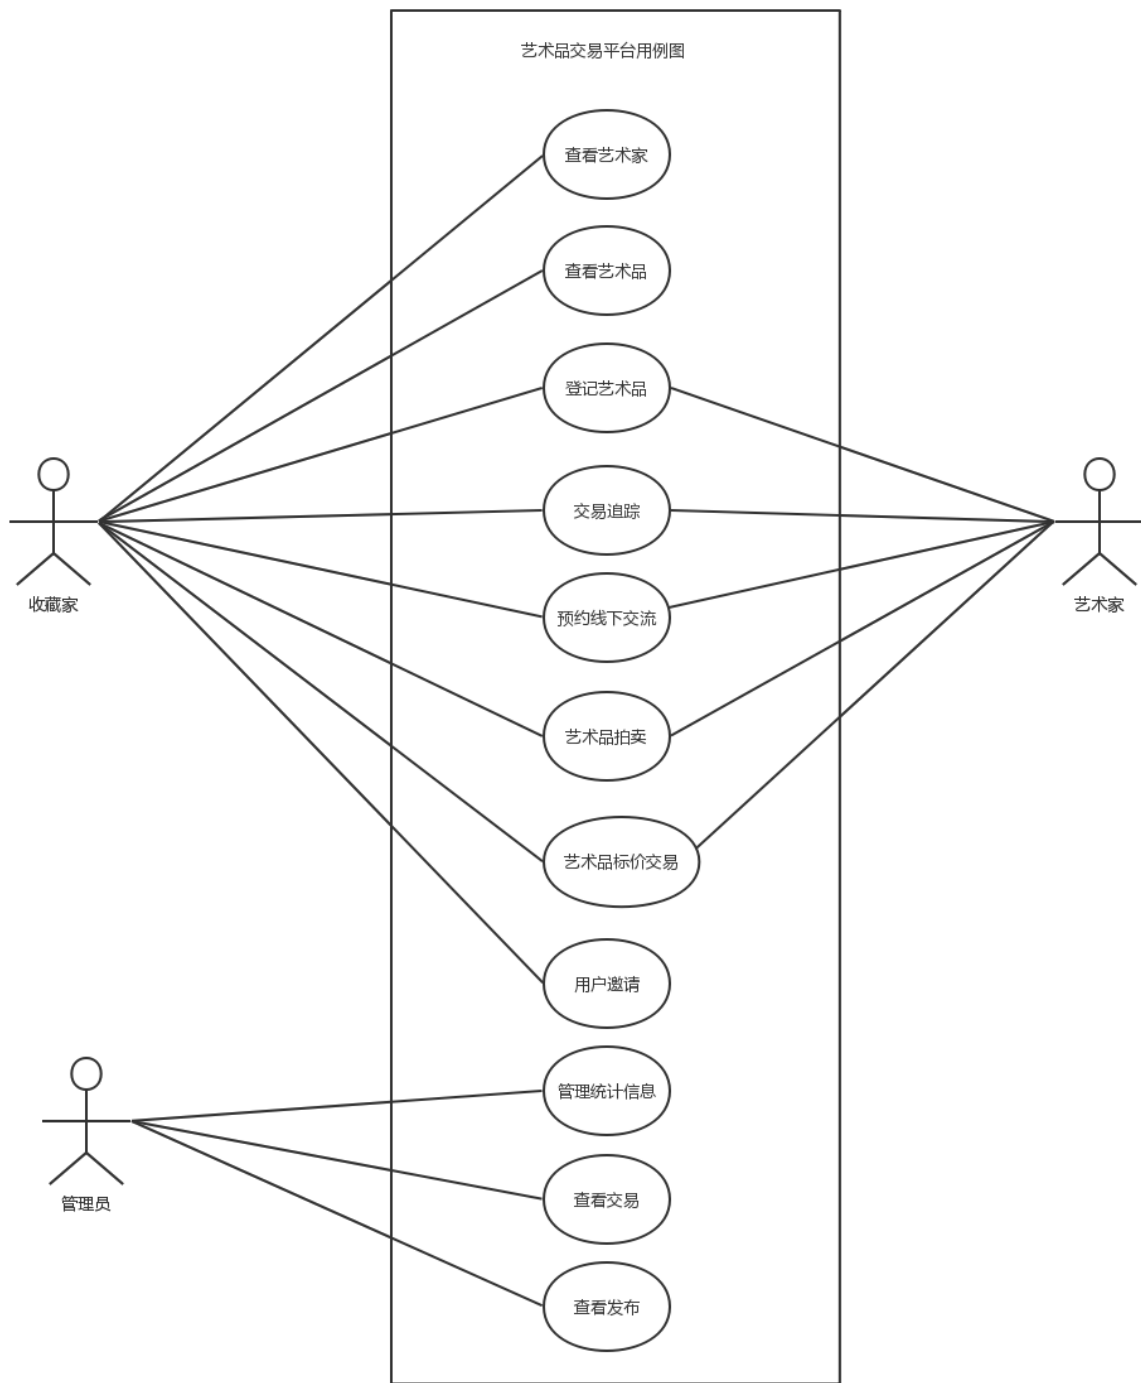 艺术品交易平台用例图
查看艺术家
查看艺术品
登记艺术品
交易追踪
收藏家
艺术家
预约线下交流
艺术品拍卖
艺术品标价交易
用户邀请
管理统计信息
查看交易
管理员
查看发布